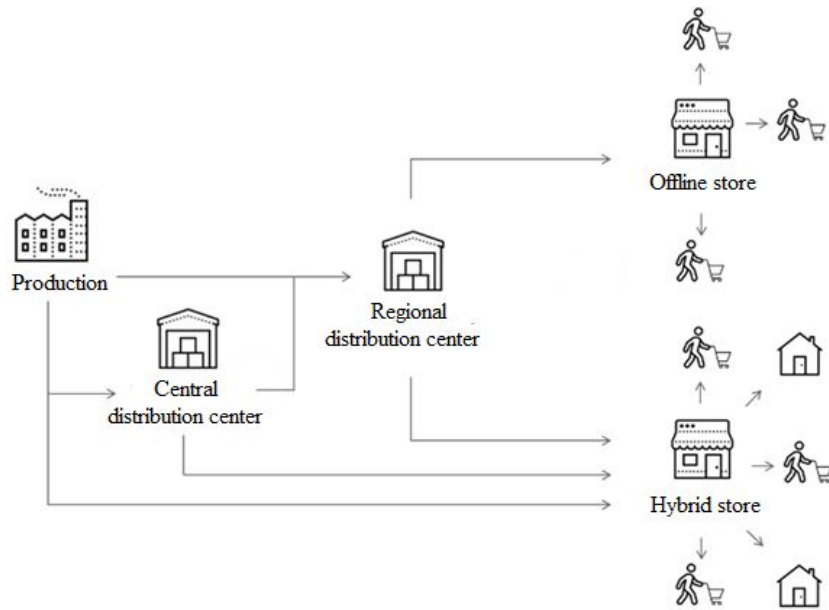 Offline store
Production
Regional
distribution center
Central
distribution center
Hybrid store